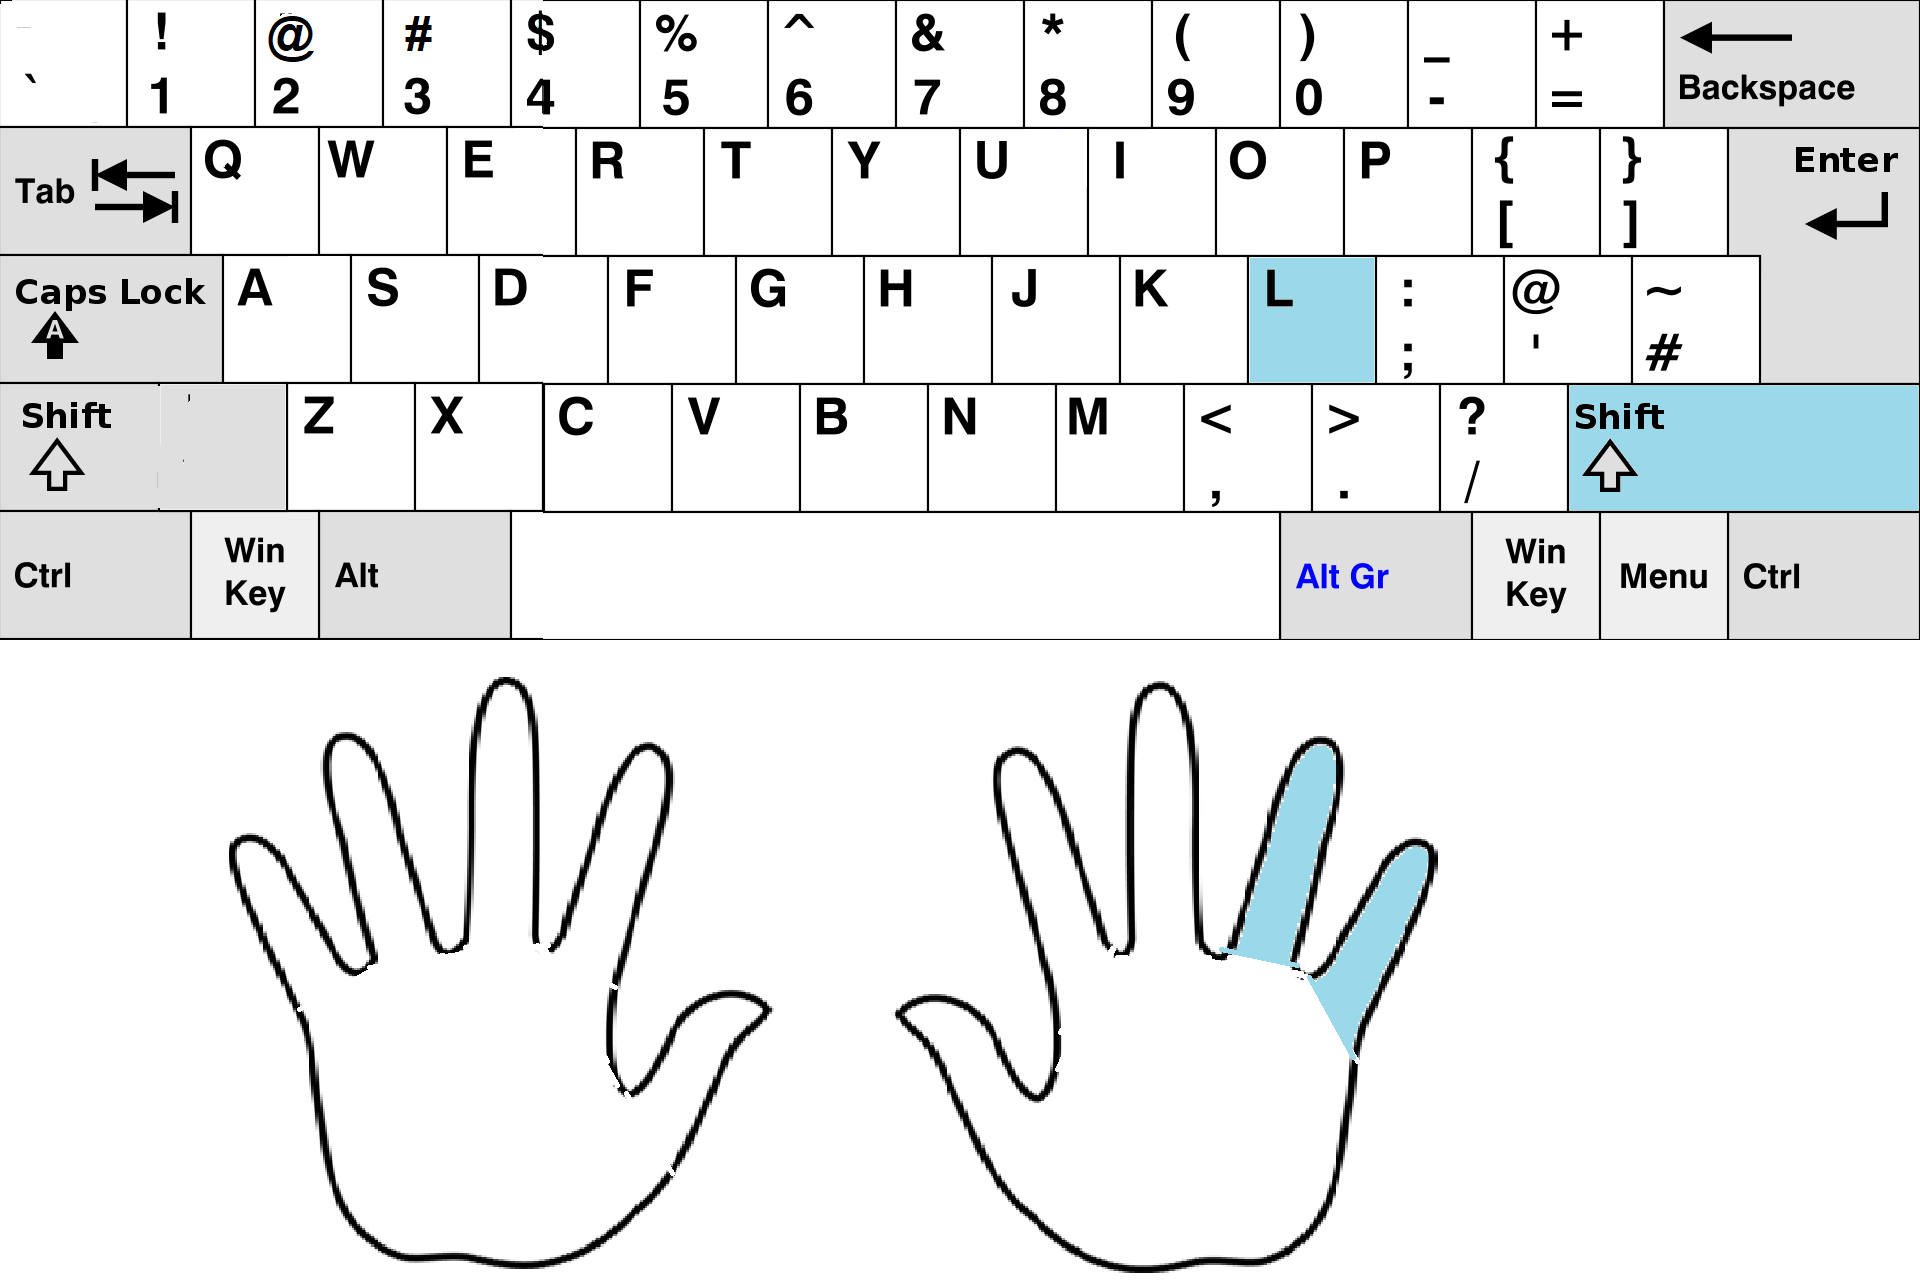 ! @ # $ % ^ & * ( ) _ +
` 1 2 3 4 5 6 7 8 9 0 - = Backspace
Tab Q W E R T Y U I O P { } Enter
[ ]
Caps Lock A S D F G H J K L : @ ~
A ; ' #
Shift Z X C V B N M < > ? Shift
, . /
Ctrl Win Key Alt Alt Gr Win Key Menu Ctrl